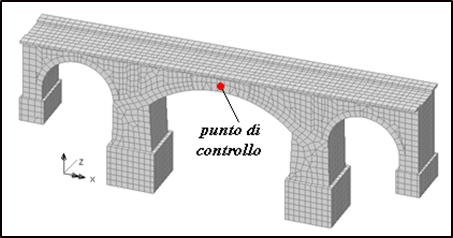 punto di
controllo
z
x